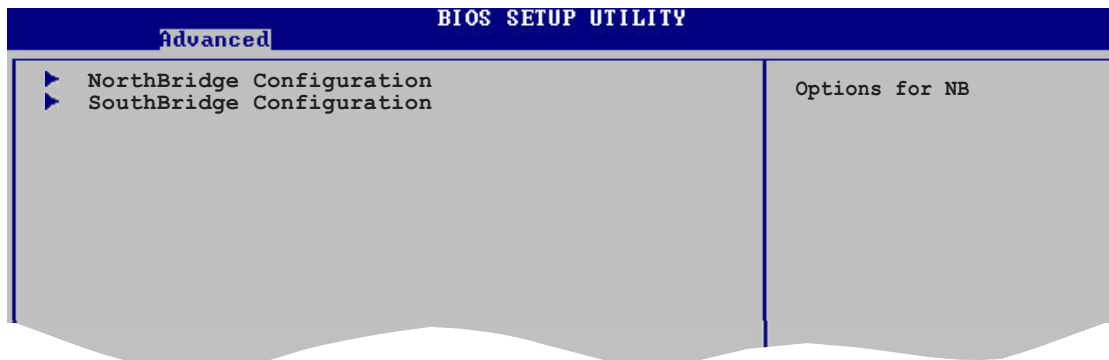 BIOS SETUP UTILITY
Advanced
NorthBridge Configuration
SouthBridge Configuration
Options for NB